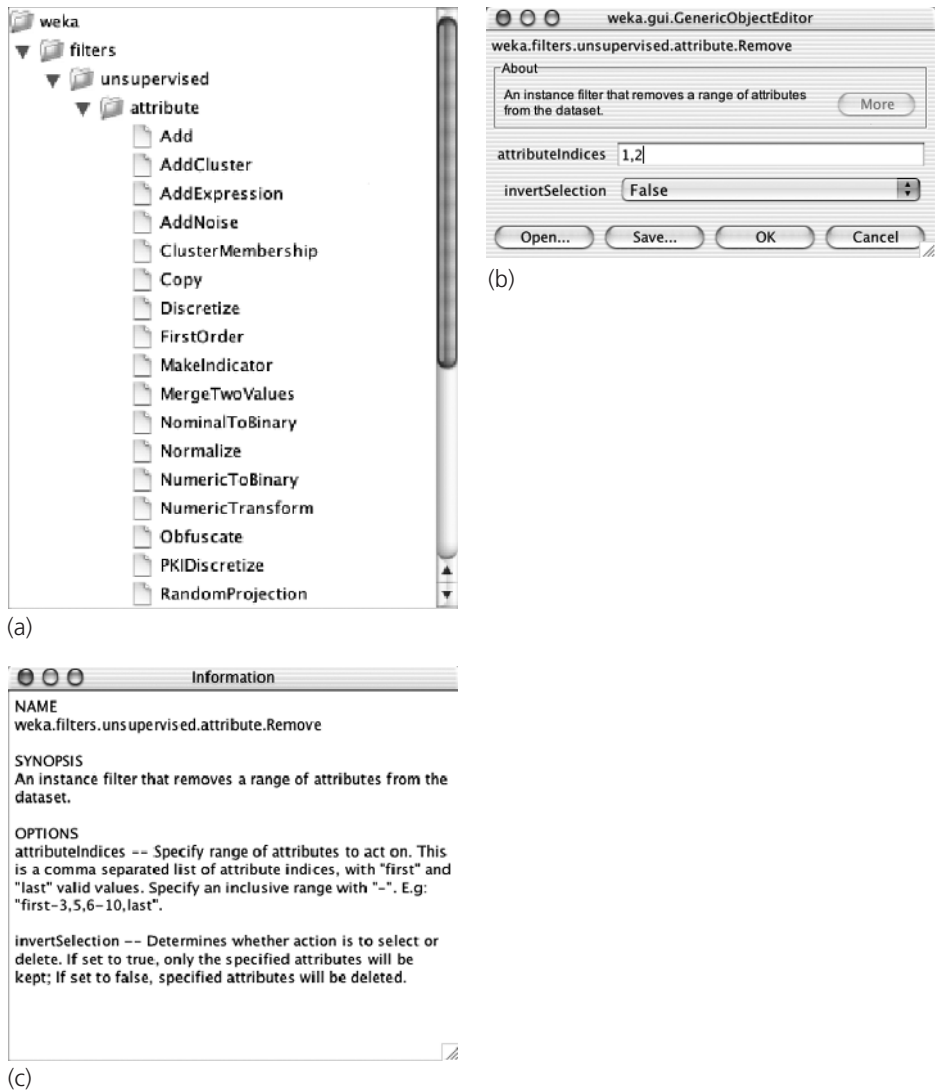 weka
filters
unsupervised
attribute
Add
AddCluster
AddExpression
AddNoise
ClusterMembership
Copy
Discretize
FirstOrder
MakeIndicator
MergeTwoValues
NominalToBinary
Normalize
NumericToBinary
NumericTransform
Obfuscate
PKIDiscretize
RandomProjection
(a)
weka.gui.GenericObjectEditor
weka.filters.unsupervised.attribute.Remove
About
An instance filter that removes a range of attributes
from the dataset.
More
attributeIndices 1,2
invertSelection False
Open... Save... OK Cancel
(b)
Information
NAME
weka.filters.unsupervised.attribute.Remove
SYNOPSIS
An instance filter that removes a range of attributes from the
dataset.
OPTIONS
attributeIndices -- Specify range of attributes to act on. This
is a comma separated list of attribute indices, with "first" and
"last" valid values. Specify an inclusive range with "-". E.g:
"first-3,5,6-10,last".
invertSelection -- Determines whether action is to select or
delete. If set to true, only the specified attributes will be
kept; If set to false, specified attributes will be deleted.
(c)